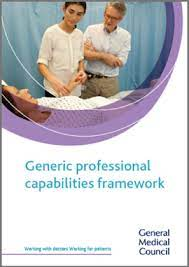 Generic professional
capabilities framework
Working with doctors Working for patients
General
Medical
Council